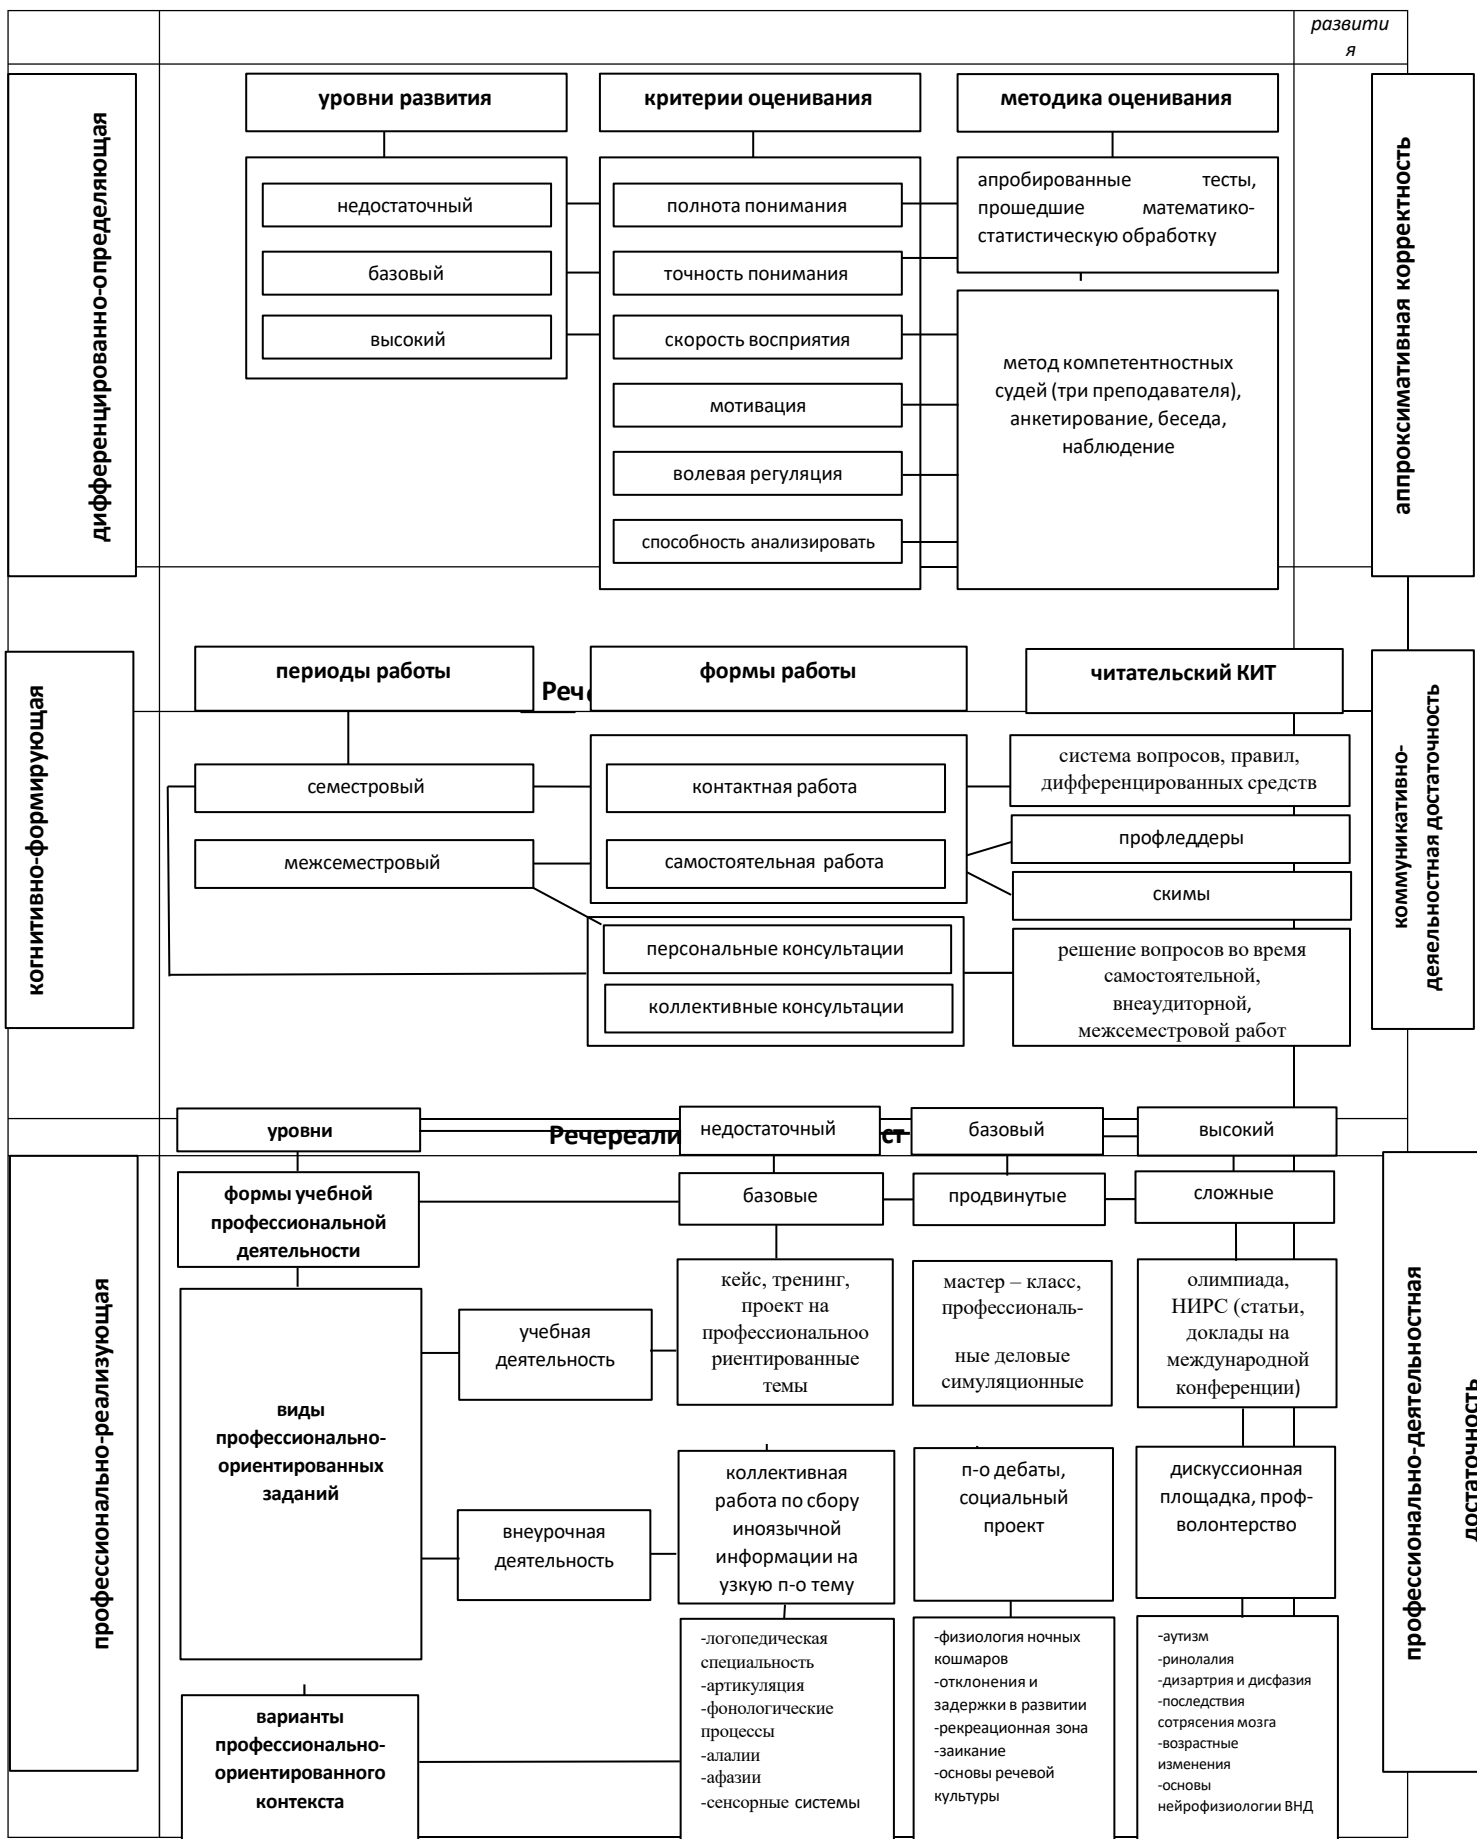 развити
я
дифференцированно-определяющая
уровни развития
критерии оценивания
методика оценивания
аппроксимативная корректность
недостаточный
базовый
высокий
полнота понимания
точность понимания
скорость восприятия
мотивация
волевая регуляция
способность анализировать
апробированные тесты,
прошедшие математико-
статистическую обработку
метод компетентностных
судей (три преподавателя),
анкетирование, беседа,
наблюдение
когнитивно-формирующая
периоды работы
Реч
формы работы
читательский КИТ
коммуникативно-
деяельностная достаточность
семестровый
межсеместровый
контактная работа
самостоятельная работа
персональные консультации
коллективные консультации
система вопросов, правил,
дифференцированных средств
профледдеры
скимы
решение вопросов во время
самостоятельной,
внеаудиторной,
межсеместровой работ
уровни
Речереали
недостаточный
ст
базовый
высокий
профессионально-реализующая
формы учебной
профессиональной
деятельности
базовые
продвинутые
сложные
профессионально-деятельностная
достаточность
виды
профессионально-
ориентированных
заданий
учебная
деятельность
кейс, тренинг,
проект на
профессиональноо
риентированные
темы
мастер – класс,
профессиональ-
ные деловые
симуляционные
олимпиада,
НИРС (статьи,
доклады на
международной
конференции)
внеурочная
деятельность
коллективная
работа по сбору
иноязычной
информации на
узкую п-о тему
п-о дебаты,
социальный
проект
дискуссионная
площадка, проф-
волонтерство
варианты
профессионально-
ориентированного
контекста
-логопедическая
специальность
-артикуляция
-фонологические
процессы
-алалии
-афазии
-сенсорные системы
-физиология ночных
кошмаров
-отклонения и
задержки в развитии
-рекреационная зона
-заикание
-основы речевой
культуры
-аутизм
-ринолалия
-дизартрия и дисфазия
-последствия
сотрясения мозга
-возрастные
изменения
-основы
нейрофизиологии ВНД